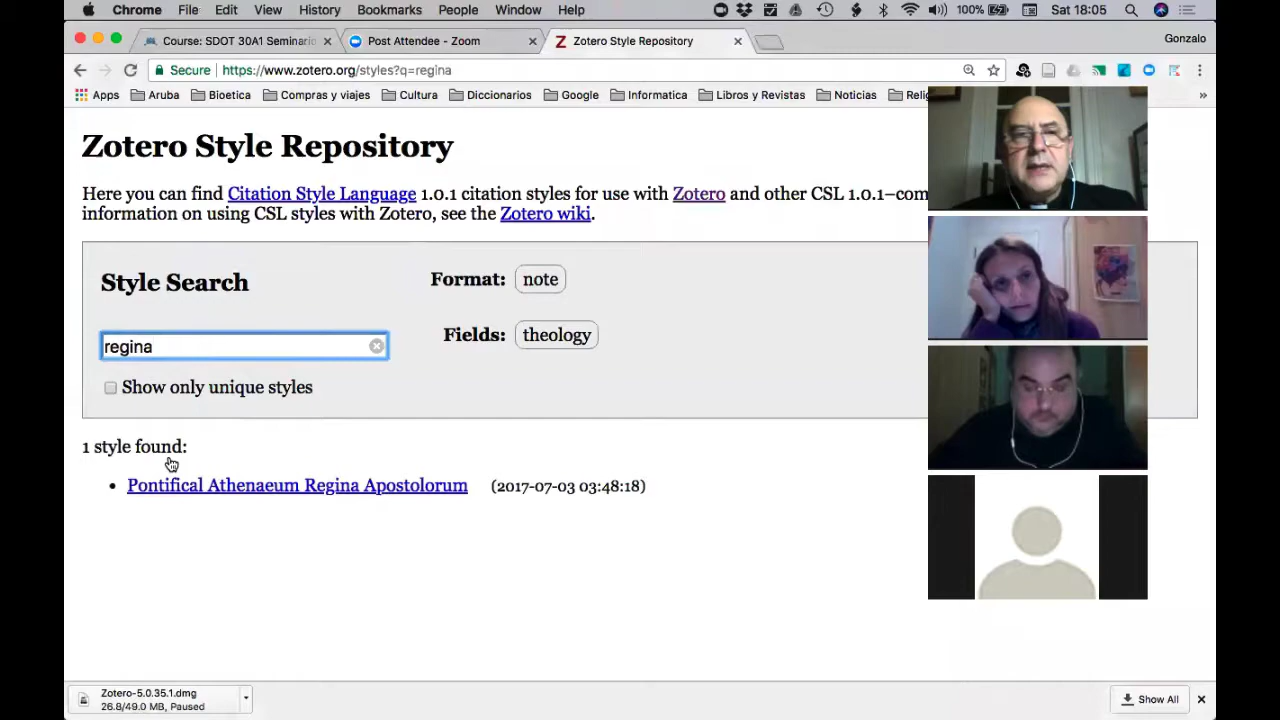 Chrome File Edit View History Bookmarks People Window Help 100% Sat 18:05
Course: SDOT 30A1 Seminario Post Attendee - Zoom Zotero Style Repository Gonzalo
Secure https://www.zotero.org/styles?q=regina
Apps Aruba Bioetica Compras y viajes Cultura Diccionarios Google Informatica Libros y Revistas Noticias Reli »
Zotero Style Repository
Here you can find Citation Style Language 1.0.1 citation styles for use with Zotero and other CSL 1.0.1–com
information on using CSL styles with Zotero, see the Zotero wiki.
Style Search Format: note
Fields: theology
regina
Show only unique styles
1 style found:
• Pontifical Athenaeum Regina Apostolorum (2017-07-03 03:48:18)
Zotero-5.0.35.1.dmg
26.8/49.0 MB, Paused
Show All